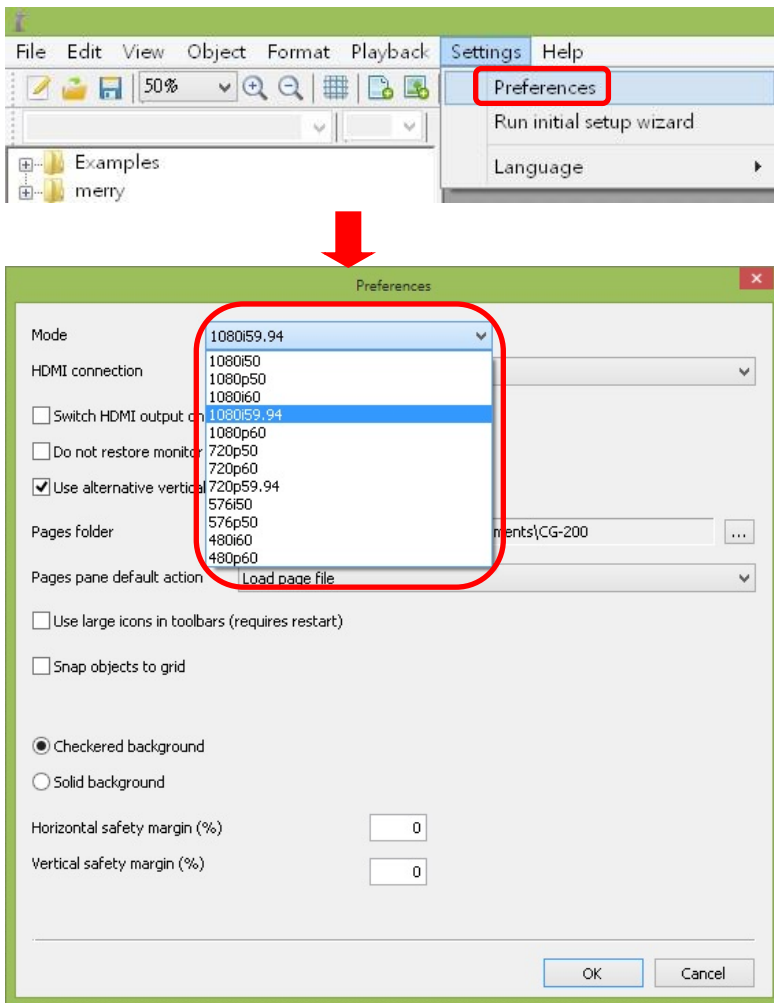 File Edit View Object Format Playback Settings Help
50%
Preferences
Run initial setup wizard
Language
Examples
merry
Preferences
Mode
1080i59.94
HDMI connection
1080i50
1080p50
1080i60
Switch HDMI output on
1080i59.94
1080p60
Do not restore monitor
720p50
720p60
Use alternative vertical
720p59.94
576i50
576p50
Pages folder
ments\CG-200
...
480i60
480p60
Pages pane default action
Load page file
Use large icons in toolbars (requires restart)
Snap objects to grid
Checkered background
Solid background
Horizontal safety margin (%)
0
Vertical safety margin (%)
0
OK
Cancel